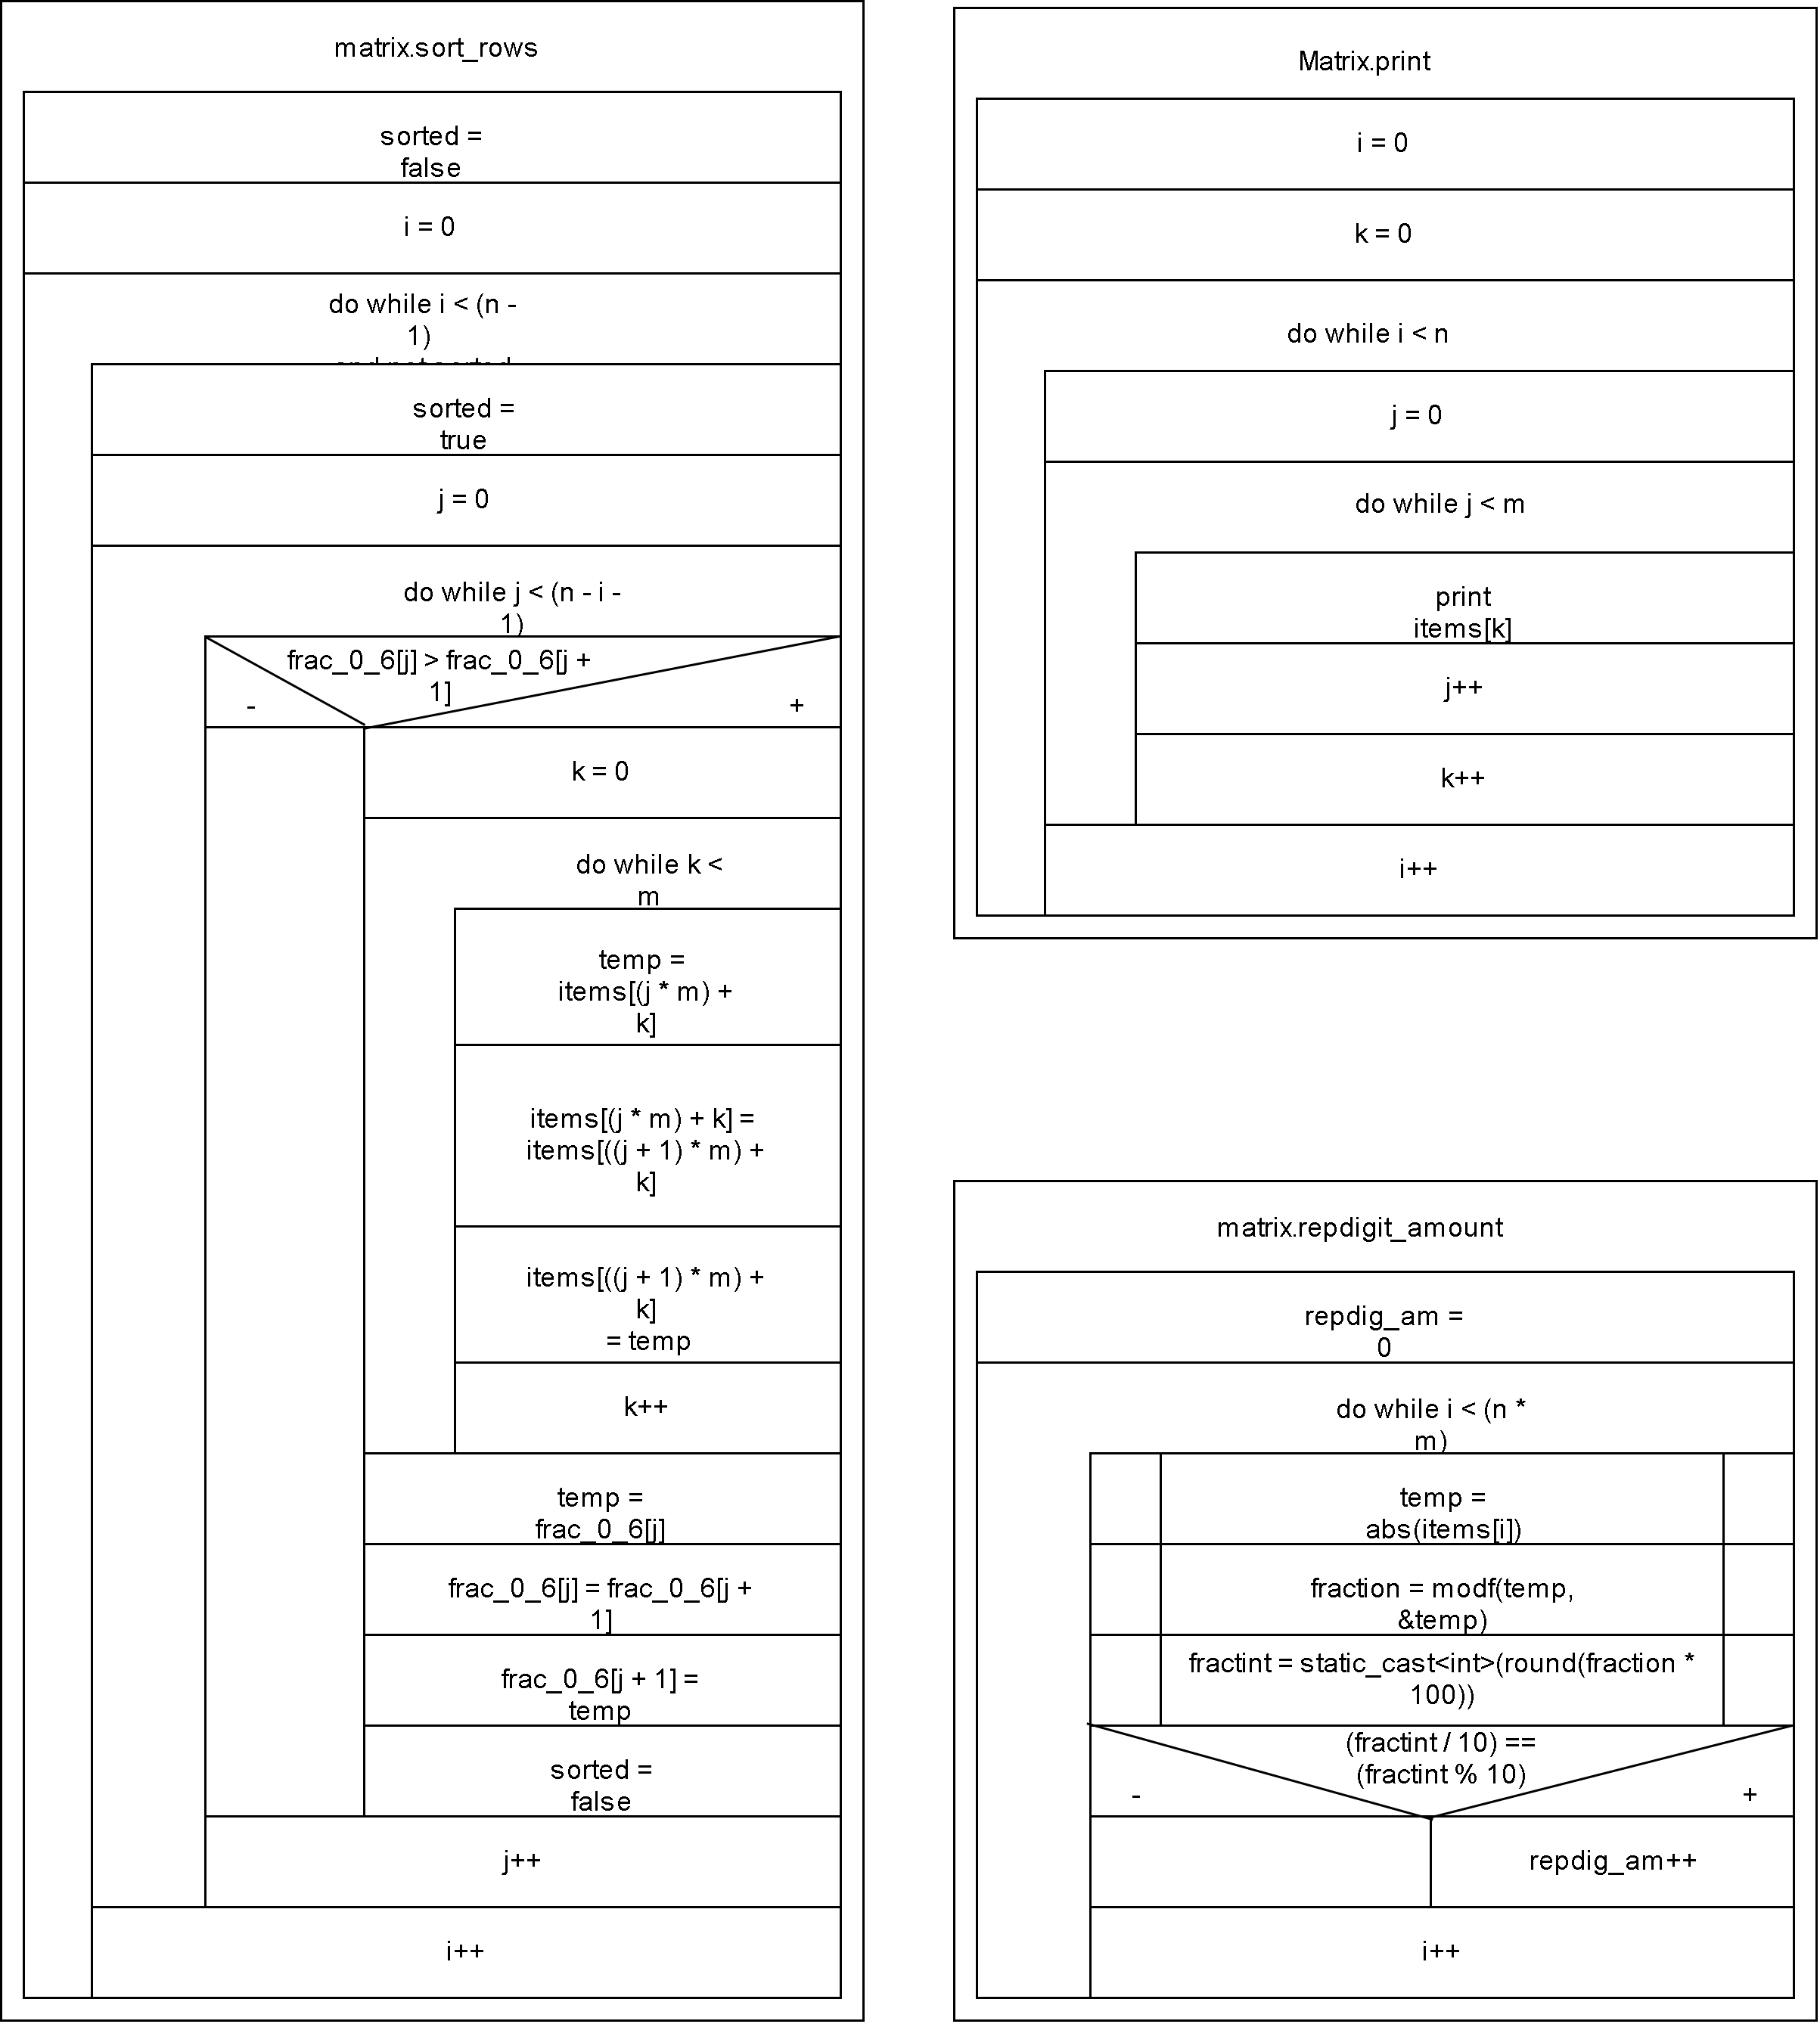 matrix.sort_rows
sorted =
false
i = 0
do while i < (n -
1)
and not sorted
sorted =
true
j = 0
do while j < (n - i -
1)
frac_0_6[j] > frac_0_6[j +
1]
-
+
k = 0
do while k <
m
temp =
items[(j * m) +
k]
items[(j * m) + k] =
items[((j + 1) * m) +
k]
items[((j + 1) * m) +
k]
= temp
k++
temp =
frac_0_6[j]
frac_0_6[j] = frac_0_6[j +
1]
frac_0_6[j + 1] =
temp
sorted =
false
j++
i++
Matrix.print
i = 0
k = 0
do while i < n
j = 0
do while j < m
print
items[k]
j++
k++
i++
matrix.repdigit_amount
repdig_am =
0
do while i < (n *
m)
temp =
abs(items[i])
fraction = modf(temp,
&temp)
fractint = static_cast<int>(round(fraction *
100))
(fractint / 10) ==
(fractint % 10)
-
+
repdig_am++
i++